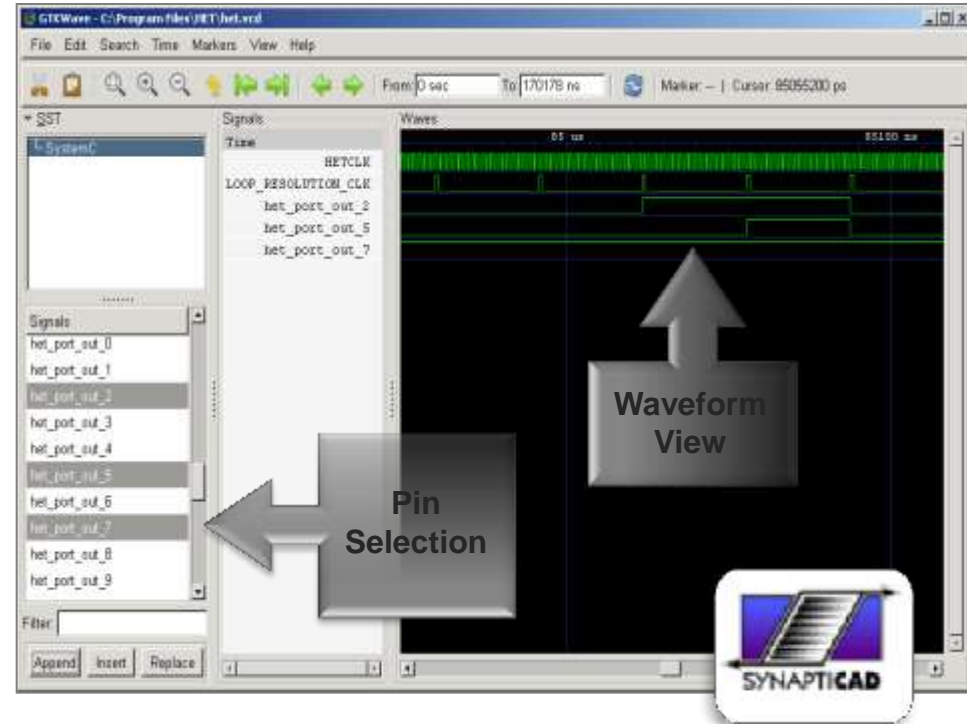 GTKWave - C:\Program Files\HET\het.vcd
File Edit Search Time Markers View Help
From: 0 sec To: 170178 ns Marker: -- | Cursor: 85055200 ps
SST
SystemC
Signals
Time
HETCLK
LOOP_RESOLUTION_CLK
het_port_out_2
het_port_out_5
het_port_out_7
Waves
85 us 85100 ns
Signals
het_port_out_0
het_port_out_1
het_port_out_2
het_port_out_3
het_port_out_4
het_port_out_5
het_port_out_6
het_port_out_7
het_port_out_8
het_port_out_9
Filter:
Append Insert Replace
Waveform
View
Pin
Selection
SYNAPTICAD